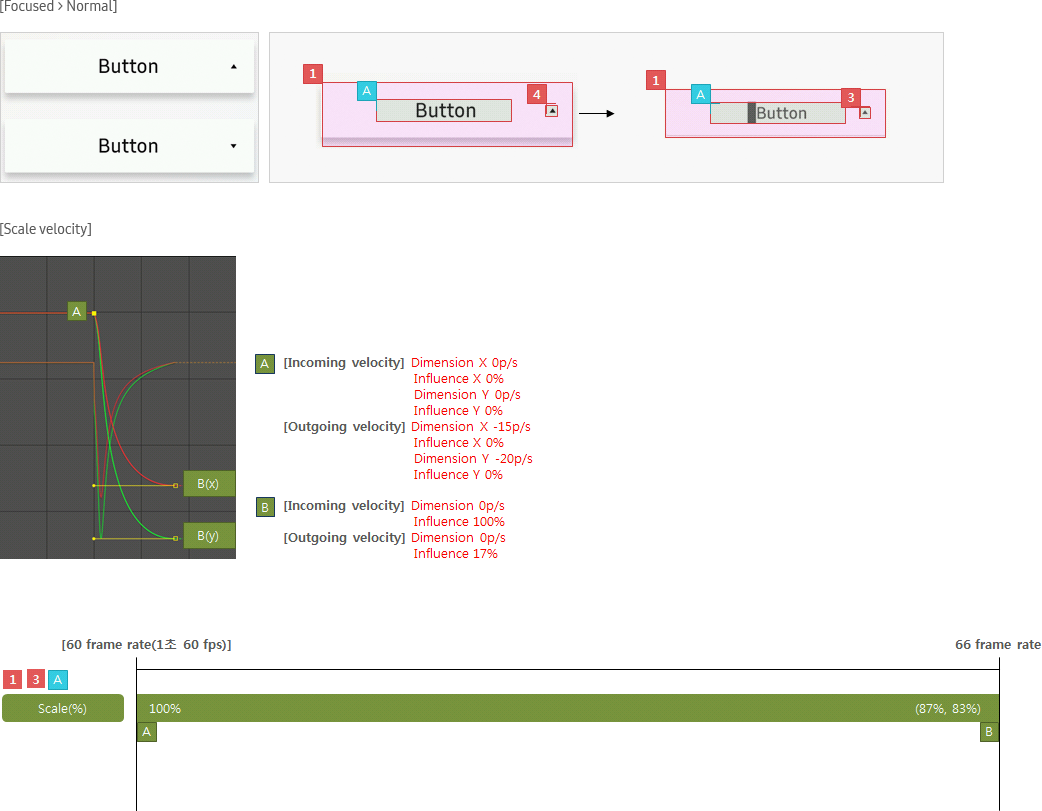 [Focused > Normal]
Button
Button
1
A
4
Button
1
A
3
Button
[Scale velocity]
A
B(x)
B(y)
A [Incoming velocity] Dimension X 0p/s
Influence X 0%
Dimension Y 0p/s
Influence Y 0%
[Outgoing velocity] Dimension X -15p/s
Influence X 0%
Dimension Y -20p/s
Influence Y 0%
B [Incoming velocity] Dimension 0p/s
Influence 100%
[Outgoing velocity] Dimension 0p/s
Influence 17%
[60 frame rate(1초 60 fps)] 66 frame rate
1 3 A
Scale(%) 100% (87%, 83%)
A B